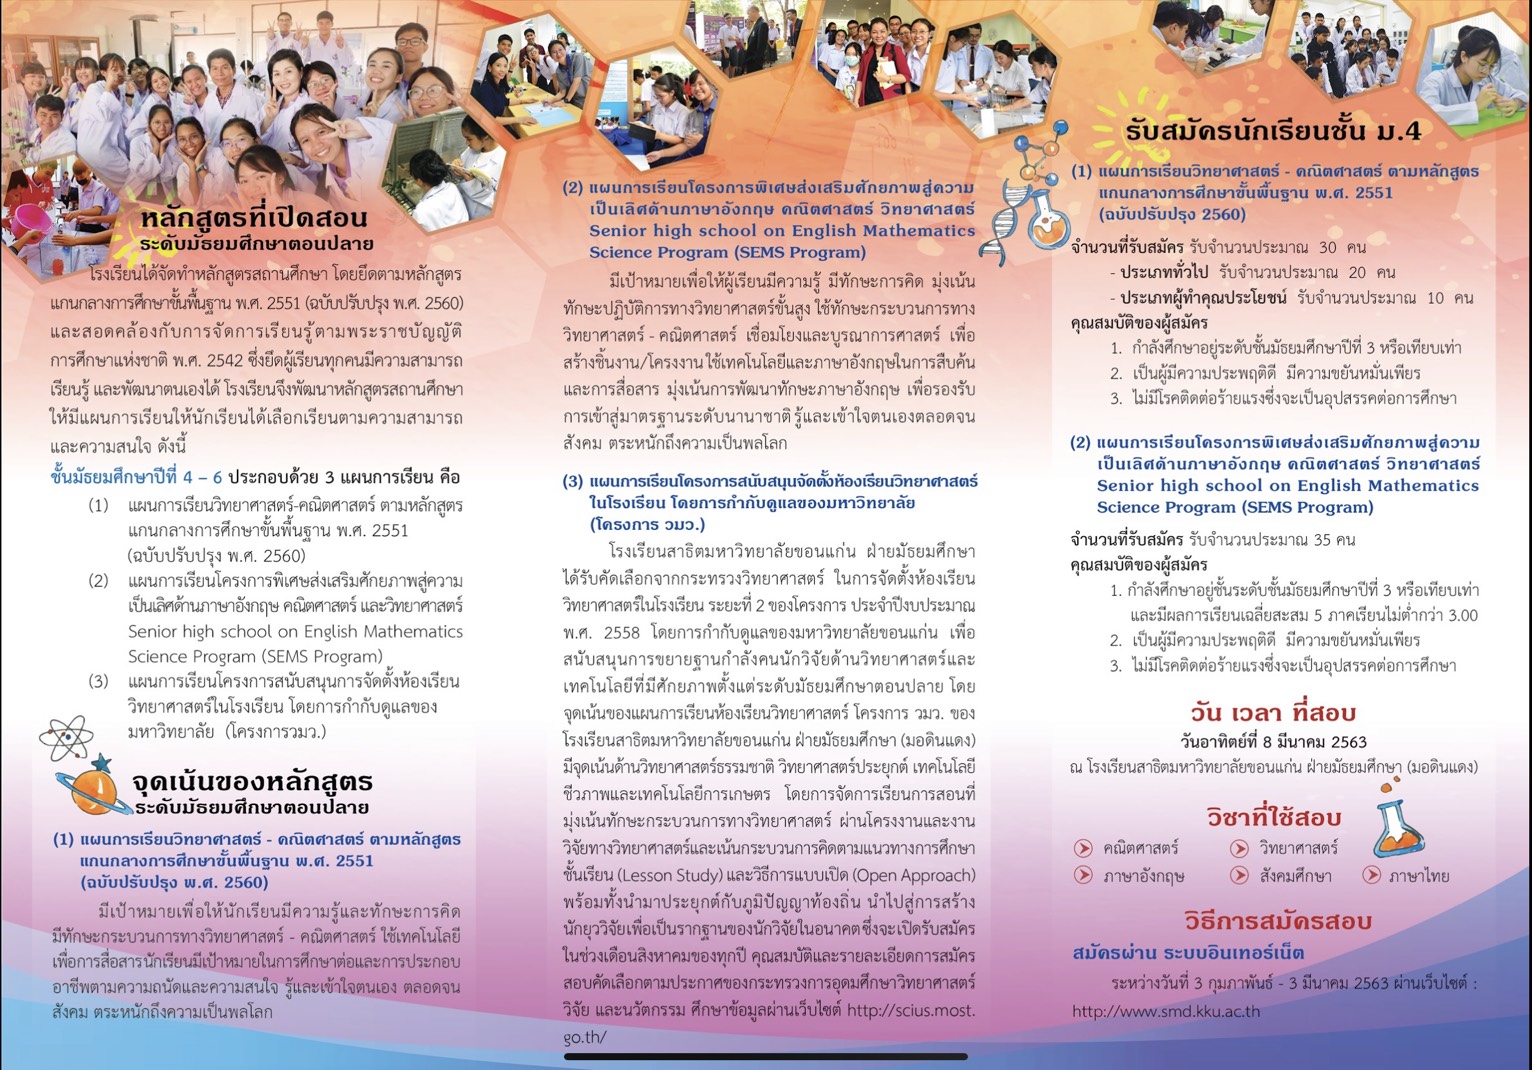 หลักสูตรที่เปิดสอน
ระดับมัธยมศึกษาตอนปลาย
โรงเรียนได้จัดทำหลักสูตรสถานศึกษา โดยยึดตามหลักสูตร
แกนกลางการศึกษาขั้นพื้นฐาน พ.ศ. 2551 (ฉบับปรับปรุง พ.ศ. 2560)
และสอดคล้องกับการจัดการเรียนรู้ตามพระราชบัญญัติ
การศึกษาแห่งชาติ พ.ศ. 2542 ซึ่งยึดผู้เรียนทุกคนมีความสามารถ
เรียนรู้ และพัฒนาตนเองได้ โรงเรียนจึงพัฒนาหลักสูตรสถานศึกษา
ให้มีแผนการเรียนให้นักเรียนได้เลือกเรียนตามความสามารถ
และความสนใจ ดังนี้
ชั้นมัธยมศึกษาปีที่ 4 – 6 ประกอบด้วย 3 แผนการเรียน คือ
(1) แผนการเรียนวิทยาศาสตร์-คณิตศาสตร์ ตามหลักสูตร
แกนกลางการศึกษาขั้นพื้นฐาน พ.ศ. 2551
(ฉบับปรับปรุง พ.ศ. 2560)
(2) แผนการเรียนโครงการพิเศษส่งเสริมศักยภาพสู่ความ
เป็นเลิศด้านภาษาอังกฤษ คณิตศาสตร์ และวิทยาศาสตร์
Senior high school on English Mathematics
Science Program (SEMS Program)
(3) แผนการเรียนโครงการสนับสนุนการจัดตั้งห้องเรียน
วิทยาศาสตร์ในโรงเรียน โดยการกำกับดูแลของ
มหาวิทยาลัย (โครงการวมว.)
จุดเน้นของหลักสูตร
ระดับมัธยมศึกษาตอนปลาย
(1) แผนการเรียนวิทยาศาสตร์ - คณิตศาสตร์ ตามหลักสูตร
แกนกลางการศึกษาขั้นพื้นฐาน พ.ศ. 2551
(ฉบับปรับปรุง พ.ศ. 2560)
มีเป้าหมายเพื่อให้นักเรียนมีความรู้และทักษะการคิด
มีทักษะกระบวนการทางวิทยาศาสตร์ - คณิตศาสตร์ ใช้เทคโนโลยี
เพื่อการสื่อสารนักเรียนมีเป้าหมายในการศึกษาต่อและการประกอบ
อาชีพตามความถนัดและความสนใจ รู้และเข้าใจตนเอง ตลอดจน
สังคม ตระหนักถึงความเป็นพลโลก
(2) แผนการเรียนโครงการพิเศษส่งเสริมศักยภาพสู่ความ
เป็นเลิศด้านภาษาอังกฤษ คณิตศาสตร์ วิทยาศาสตร์
Senior high school on English Mathematics
Science Program (SEMS Program)
มีเป้าหมายเพื่อให้ผู้เรียนมีความรู้ มีทักษะการคิด มุ่งเน้น
ทักษะปฏิบัติการทางวิทยาศาสตร์ขั้นสูง ใช้ทักษะกระบวนการทาง
วิทยาศาสตร์ - คณิตศาสตร์ เชื่อมโยงและบูรณาการศาสตร์ เพื่อ
สร้างชิ้นงาน/โครงงาน ใช้เทคโนโลยีและภาษาอังกฤษในการสืบค้น
และการสื่อสาร มุ่งเน้นการพัฒนาทักษะภาษาอังกฤษ เพื่อรองรับ
การเข้าสู่มาตรฐานระดับนานาชาติ รู้และเข้าใจตนเองตลอดจน
สังคม ตระหนักถึงความเป็นพลโลก
(3) แผนการเรียนโครงการสนับสนุนจัดตั้งห้องเรียนวิทยาศาสตร์
ในโรงเรียน โดยการกำกับดูแลของมหาวิทยาลัย
(โครงการ วมว.)
โรงเรียนสาธิตมหาวิทยาลัยขอนแก่น ฝ่ายมัธยมศึกษา
ได้รับคัดเลือกจากกระทรวงวิทยาศาสตร์ ในการจัดตั้งห้องเรียน
วิทยาศาสตร์ในโรงเรียน ระยะที่ 2 ของโครงการ ประจำปีงบประมาณ
พ.ศ. 2558 โดยการกำกับดูแลของมหาวิทยาลัยขอนแก่น เพื่อ
สนับสนุนการขยายฐานกำลังคนนักวิจัยด้านวิทยาศาสตร์และ
เทคโนโลยีที่มีศักยภาพตั้งแต่ระดับมัธยมศึกษาตอนปลาย โดย
จุดเน้นของแผนการเรียนห้องเรียนวิทยาศาสตร์ โครงการ วมว. ของ
โรงเรียนสาธิตมหาวิทยาลัยขอนแก่น ฝ่ายมัธยมศึกษา (มอดินแดง)
มีจุดเน้นด้านวิทยาศาสตร์ธรรมชาติ วิทยาศาสตร์ประยุกต์ เทคโนโลยี
ชีวภาพและเทคโนโลยีการเกษตร โดยการจัดการเรียนการสอนที่
มุ่งเน้นทักษะกระบวนการทางวิทยาศาสตร์ ผ่านโครงงานและงาน
วิจัยทางวิทยาศาสตร์และเน้นกระบวนการคิดตามแนวทางการศึกษา
ชั้นเรียน (Lesson Study) และวิธีการแบบเปิด (Open Approach)
พร้อมทั้งนำมาประยุกต์กับภูมิปัญญาท้องถิ่น นำไปสู่การสร้าง
นักยุววิจัยเพื่อเป็นรากฐานของนักวิจัยในอนาคตซึ่งจะเปิดรับสมัคร
ในช่วงเดือนสิงหาคมของทุกปี คุณสมบัติและรายละเอียดการสมัคร
สอบคัดเลือกตามประกาศของกระทรวงการอุดมศึกษาวิทยาศาสตร์
วิจัย และนวัตกรรม ศึกษาข้อมูลผ่านเว็บไซต์ http://scius.most.
go.th/
รับสมัครนักเรียนชั้น ม.4
(1) แผนการเรียนวิทยาศาสตร์ - คณิตศาสตร์ ตามหลักสูตร
แกนกลางการศึกษาขั้นพื้นฐาน พ.ศ. 2551
(ฉบับปรับปรุง 2560)
จำนวนที่รับสมัคร รับจำนวนประมาณ 30 คน
- ประเภททั่วไป รับจำนวนประมาณ 20 คน
- ประเภทผู้ทำคุณประโยชน์ รับจำนวนประมาณ 10 คน
คุณสมบัติของผู้สมัคร
1. กำลังศึกษาอยู่ระดับชั้นมัธยมศึกษาปีที่ 3 หรือเทียบเท่า
2. เป็นผู้มีความประพฤติดี มีความขยันหมั่นเพียร
3. ไม่มีโรคติดต่อร้ายแรงซึ่งจะเป็นอุปสรรคต่อการศึกษา
(2) แผนการเรียนโครงการพิเศษส่งเสริมศักยภาพสู่ความ
เป็นเลิศด้านภาษาอังกฤษ คณิตศาสตร์ วิทยาศาสตร์
Senior high school on English Mathematics
Science Program (SEMS Program)
จำนวนที่รับสมัคร รับจำนวนประมาณ 35 คน
คุณสมบัติของผู้สมัคร
1. กำลังศึกษาอยู่ชั้นระดับชั้นมัธยมศึกษาปีที่ 3 หรือเทียบเท่า
และมีผลการเรียนเฉลี่ยสะสม 5 ภาคเรียนไม่ต่ำกว่า 3.00
2. เป็นผู้มีความประพฤติดี มีความขยันหมั่นเพียร
3. ไม่มีโรคติดต่อร้ายแรงซึ่งจะเป็นอุปสรรคต่อการศึกษา
วัน เวลา ที่สอบ
วันอาทิตย์ที่ 8 มีนาคม 2563
ณ โรงเรียนสาธิตมหาวิทยาลัยขอนแก่น ฝ่ายมัธยมศึกษา (มอดินแดง)
วิชาที่ใช้สอบ
คณิตศาสตร์ วิทยาศาสตร์
ภาษาอังกฤษ สังคมศึกษา ภาษาไทย
วิธีการสมัครสอบ
สมัครผ่าน ระบบอินเทอร์เน็ต
ระหว่างวันที่ 3 กุมภาพันธ์ - 3 มีนาคม 2563 ผ่านเว็บไซต์ :
http://www.smd.kku.ac.th